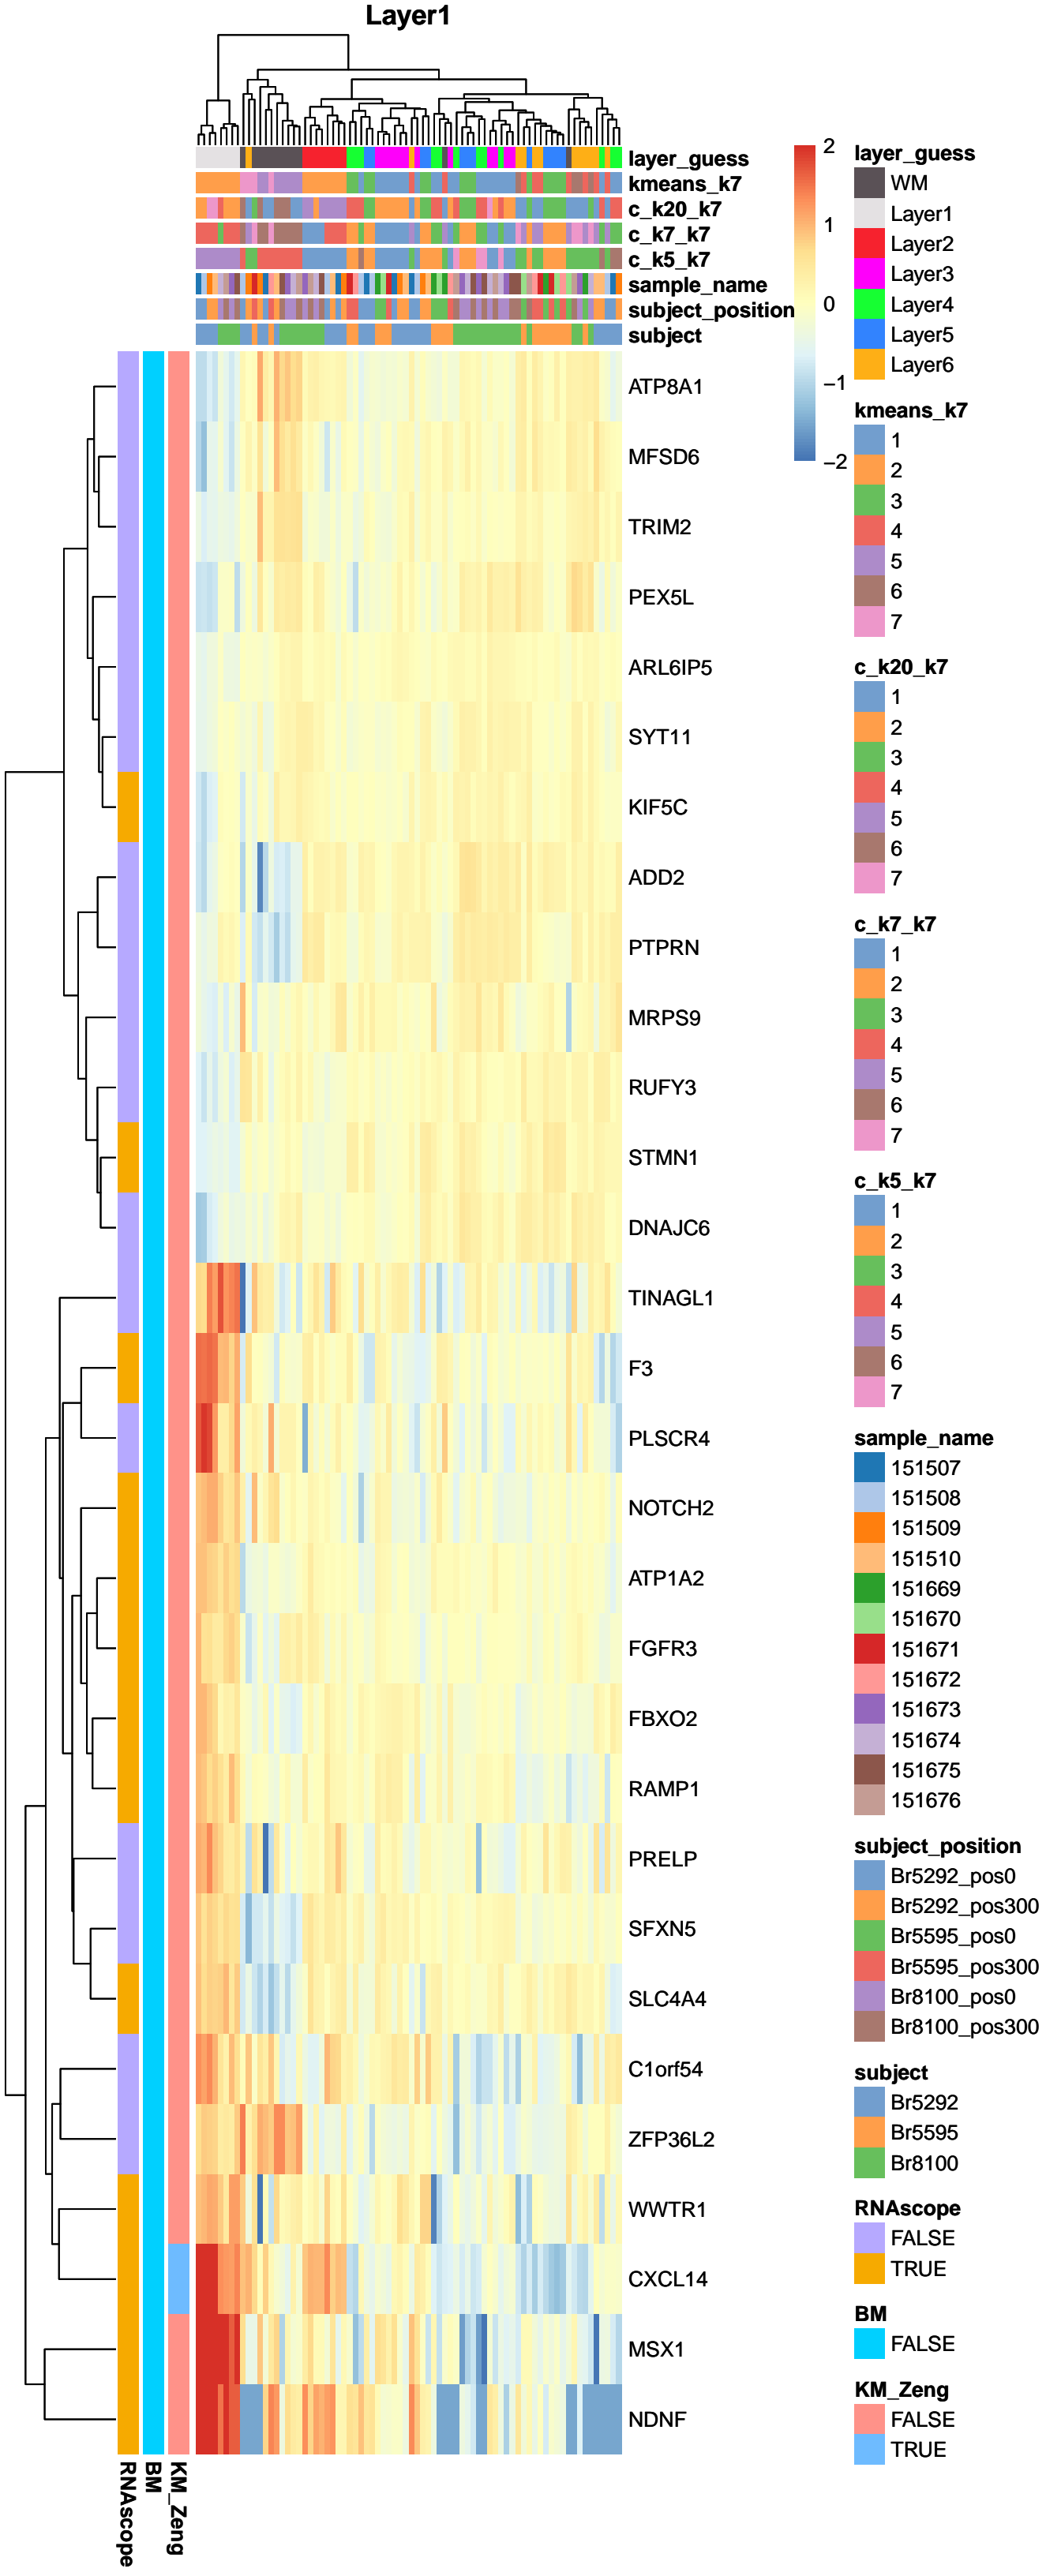 Layer1
layer_guess
kmeans_k7
c_k20_k7
c_k7_k7
c_k5_k7
sample_name
subject_position
subject
ATP8A1
MFSD6
TRIM2
PEX5L
ARL6IP5
SYT11
KIF5C
ADD2
PTPRN
MRPS9
RUFY3
STMN1
DNAJC6
TINAGL1
F3
PLSCR4
NOTCH2
ATP1A2
FGFR3
FBXO2
RAMP1
PRELP
SFXN5
SLC4A4
C1orf54
ZFP36L2
WWTR1
CXCL14
MSX1
NDNF
RNAscope
BM
KM_Zeng
2
1
0
−1
−2
layer_guess
WM
Layer1
Layer2
Layer3
Layer4
Layer5
Layer6
kmeans_k7
1
2
3
4
5
6
7
c_k20_k7
1
2
3
4
5
6
7
c_k7_k7
1
2
3
4
5
6
7
c_k5_k7
1
2
3
4
5
6
7
sample_name
151507
151508
151509
151510
151669
151670
151671
151672
151673
151674
151675
151676
subject_position
Br5292_pos0
Br5292_pos300
Br5595_pos0
Br5595_pos300
Br8100_pos0
Br8100_pos300
subject
Br5292
Br5595
Br8100
RNAscope
FALSE
TRUE
BM
FALSE
KM_Zeng
FALSE
TRUE